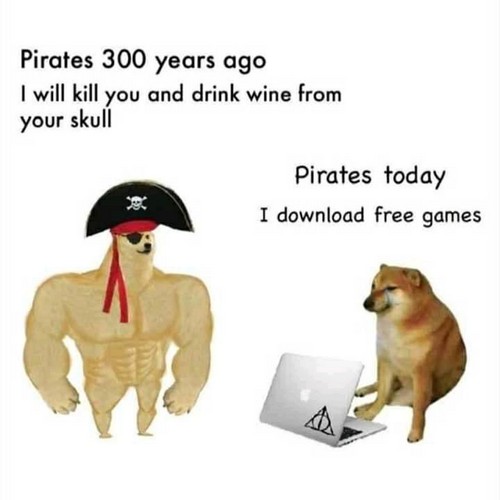 Pirates 300 years ago
I will kill you and drink wine from
your skull
Pirates today
I download free games